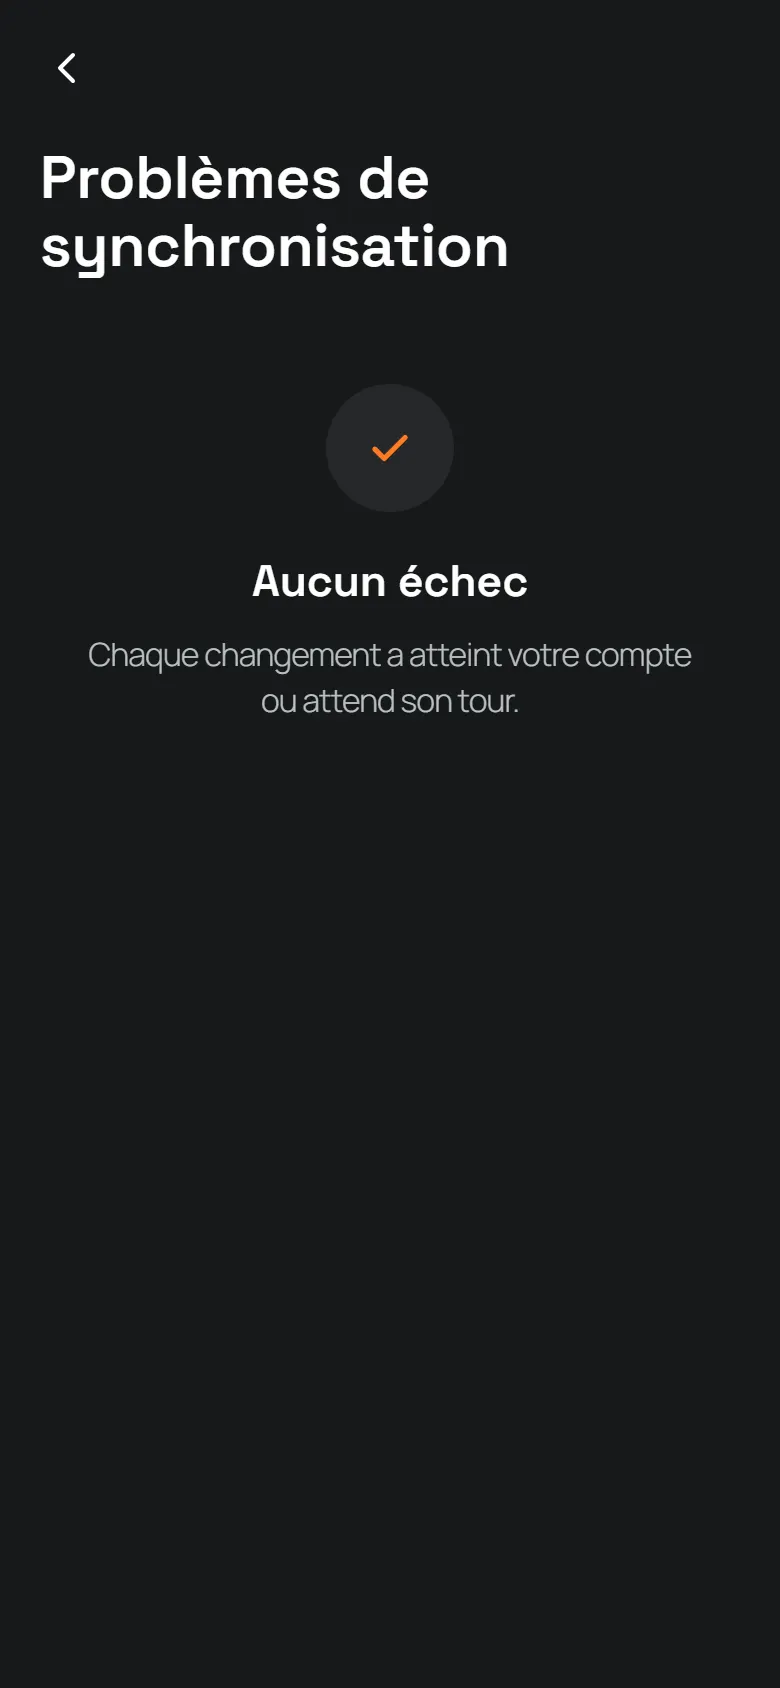 Problèmes de
synchronisation
Aucun échec
Chaque changement a atteint votre compte
ou attend son tour.